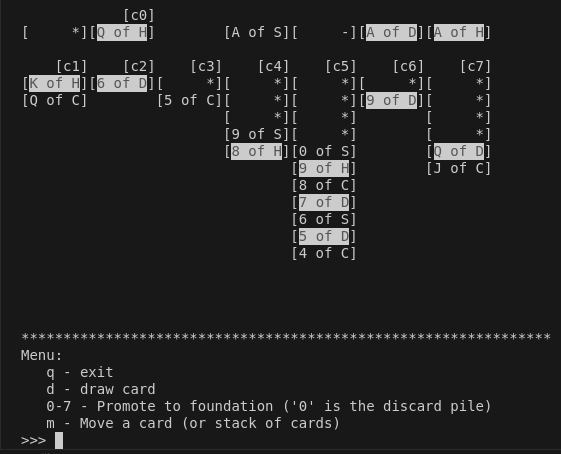 [c0]
[     *][Q of H]        [A of S][     -][A of D][A of H]
[c1]    [c2]    [c3]    [c4]    [c5]    [c6]    [c7]
[K of H][6 of D][     *][     *][     *][     *][     *]
[Q of C]        [5 of C][     *][     *][9 of D][     *]
[     *][     *]        [     *]
[9 of S][     *]        [     *]
[8 of H][0 of S]        [Q of D]
[9 of H]        [J of C]
[8 of C]
[7 of D]
[6 of S]
[5 of D]
[4 of C]
***************************************************************
Menu:
q - exit
d - draw card
0-7 - Promote to foundation ('0' is the discard pile)
m - Move a card (or stack of cards)
>>>